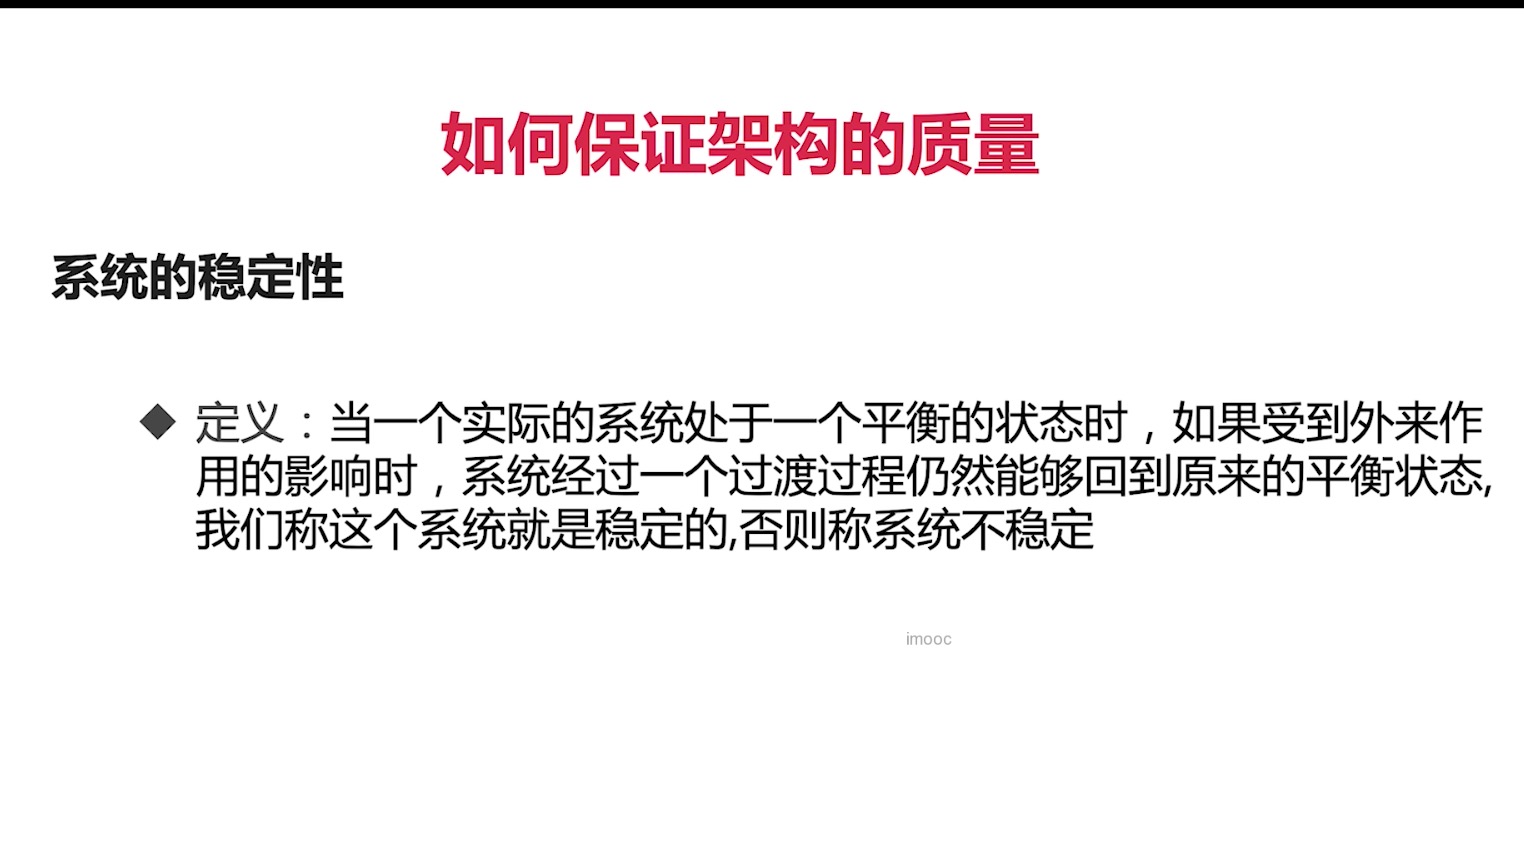 如何保证架构的质量
系统的稳定性
◆ 定义：当一个实际的系统处于一个平衡的状态时，如果受到外来作
用的影响时，系统经过一个过渡过程仍然能够回到原来的平衡状态,
我们称这个系统就是稳定的,否则称系统不稳定
imooc